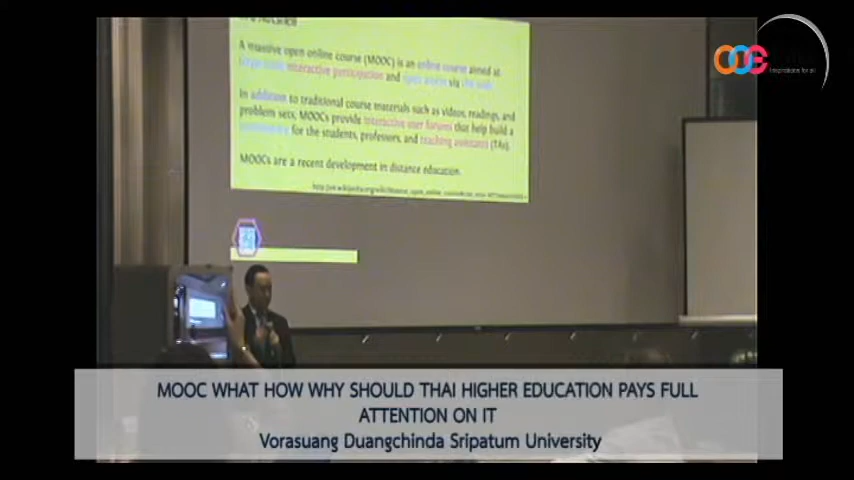 A massive open online course (MOOC) is an online course aimed at
interactive participation and open access via the web.
In addition to traditional course materials such as videos, readings, and
problem sets, MOOCs provide interactive user forums that help build a
community for the students, professors, and teaching assistants (TAs).
MOOCs are a recent development in distance education.
inspirations for all
MOOC WHAT HOW WHY SHOULD THAI HIGHER EDUCATION PAYS FULL
ATTENTION ON IT
Vorasuang Duangchinda Sripatum University